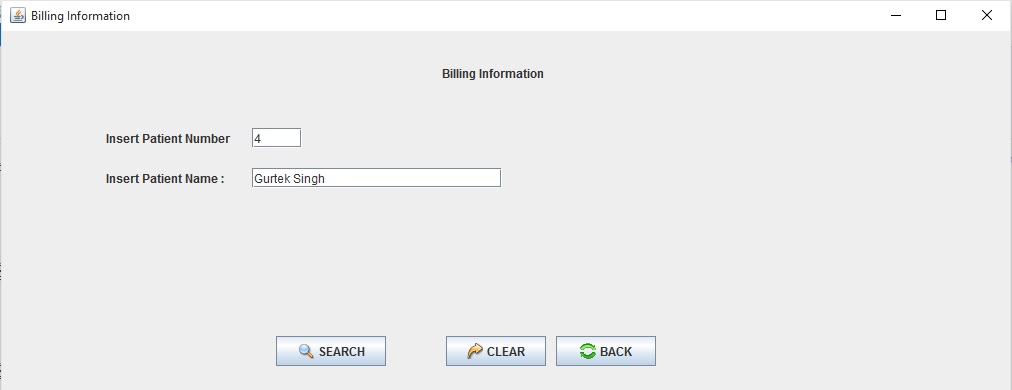 Billing Information
Billing Information
Insert Patient Number 4
Insert Patient Name : Gurtek Singh
SEARCH CLEAR BACK